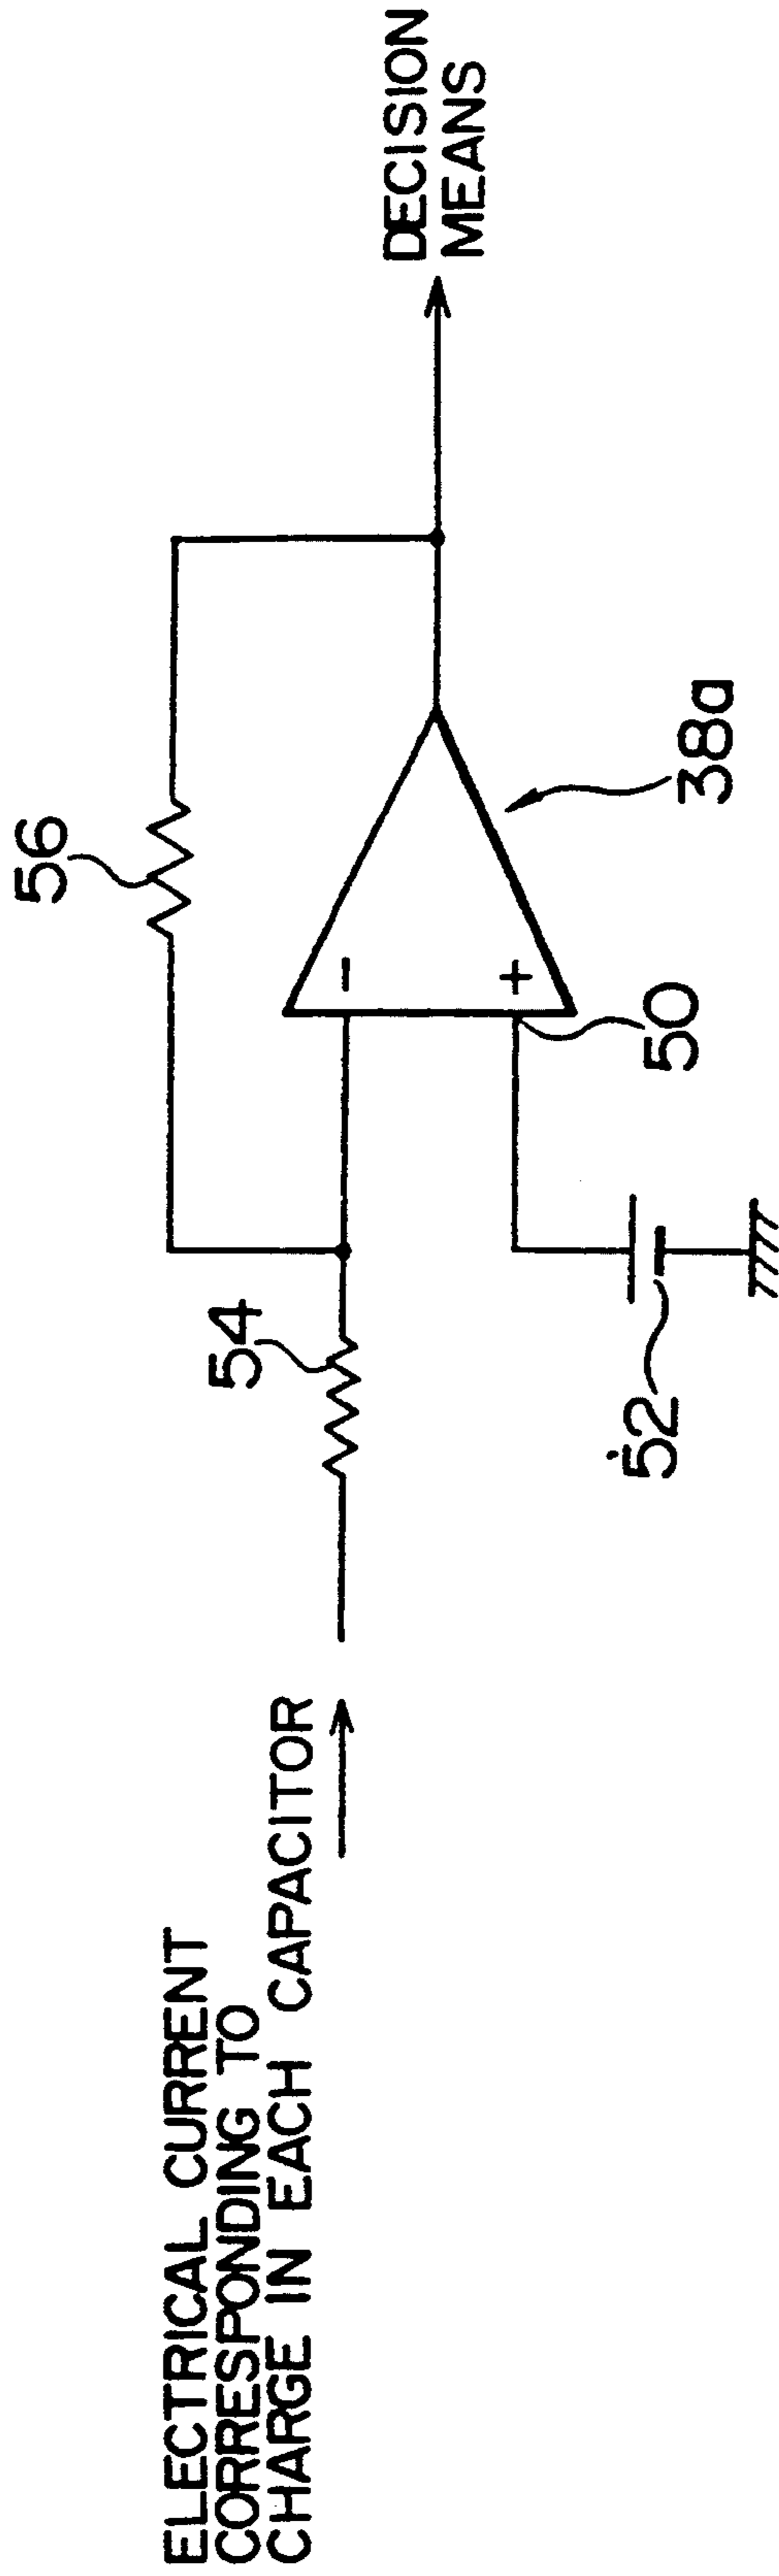 ELECTRICAL CURRENT
CORRESPONDING TO
CHARGE IN EACH CAPACITOR
54
56
-
+
52
50
38a
DECISION
MEANS